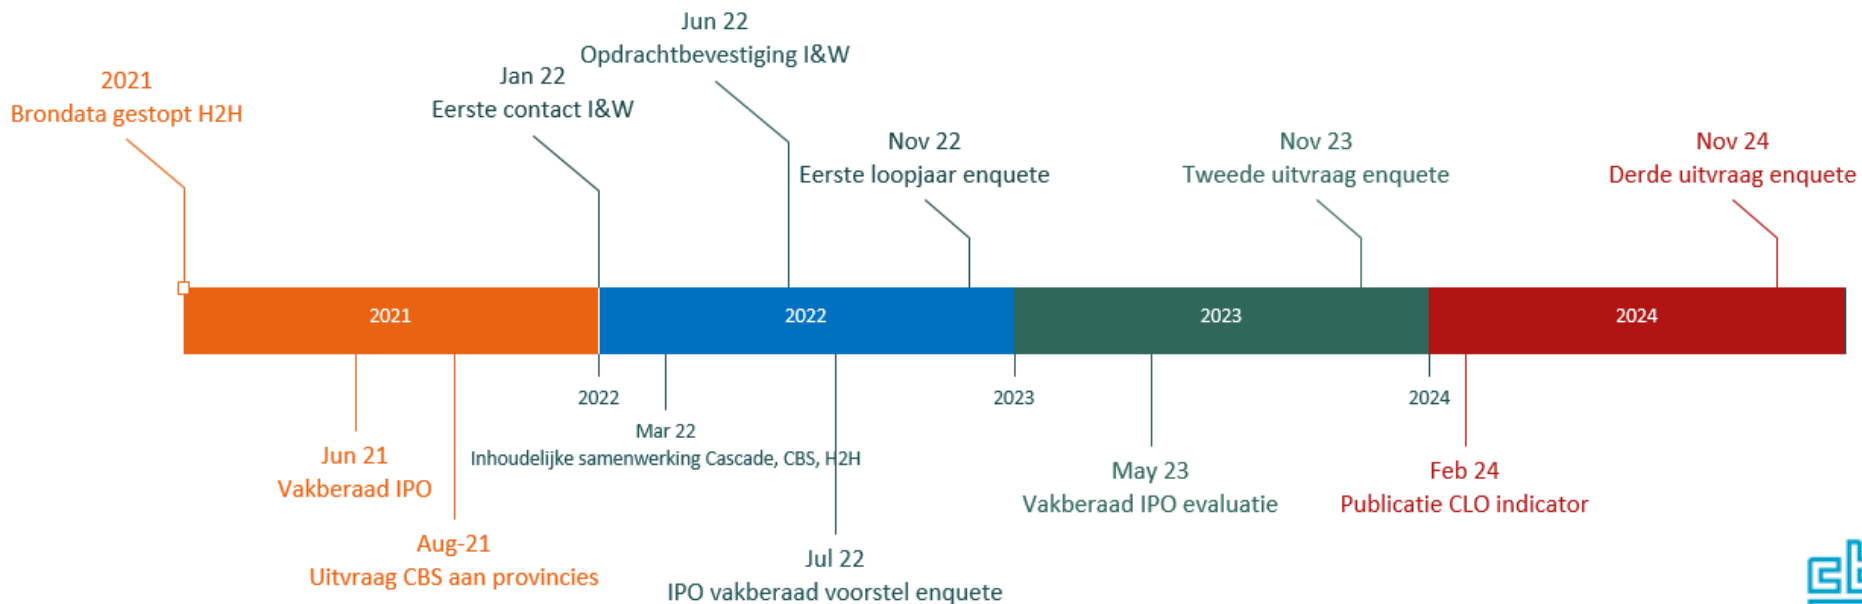 Jun 22
Opdrachtbevestiging I&W
2021
Brondata gestopt H2H
Jan 22
Eerste contact I&W
Nov 22
Eerste loopjaar enquete
Nov 23
Tweede uitvraag enquete
Nov 24
Derde uitvraag enquete
2021
2022
2023
2024
2022
2023
2024
Mar 22
Inhoudelijke samenwerking Cascade, CBS, H2H
Jun 21
Vakberaad IPO
May 23
Vakberaad IPO evaluatie
Feb 24
Publicatie CLO indicator
Aug-21
Uitvraag CBS aan provincies
Jul 22
IPO vakberaad voorstel enquete